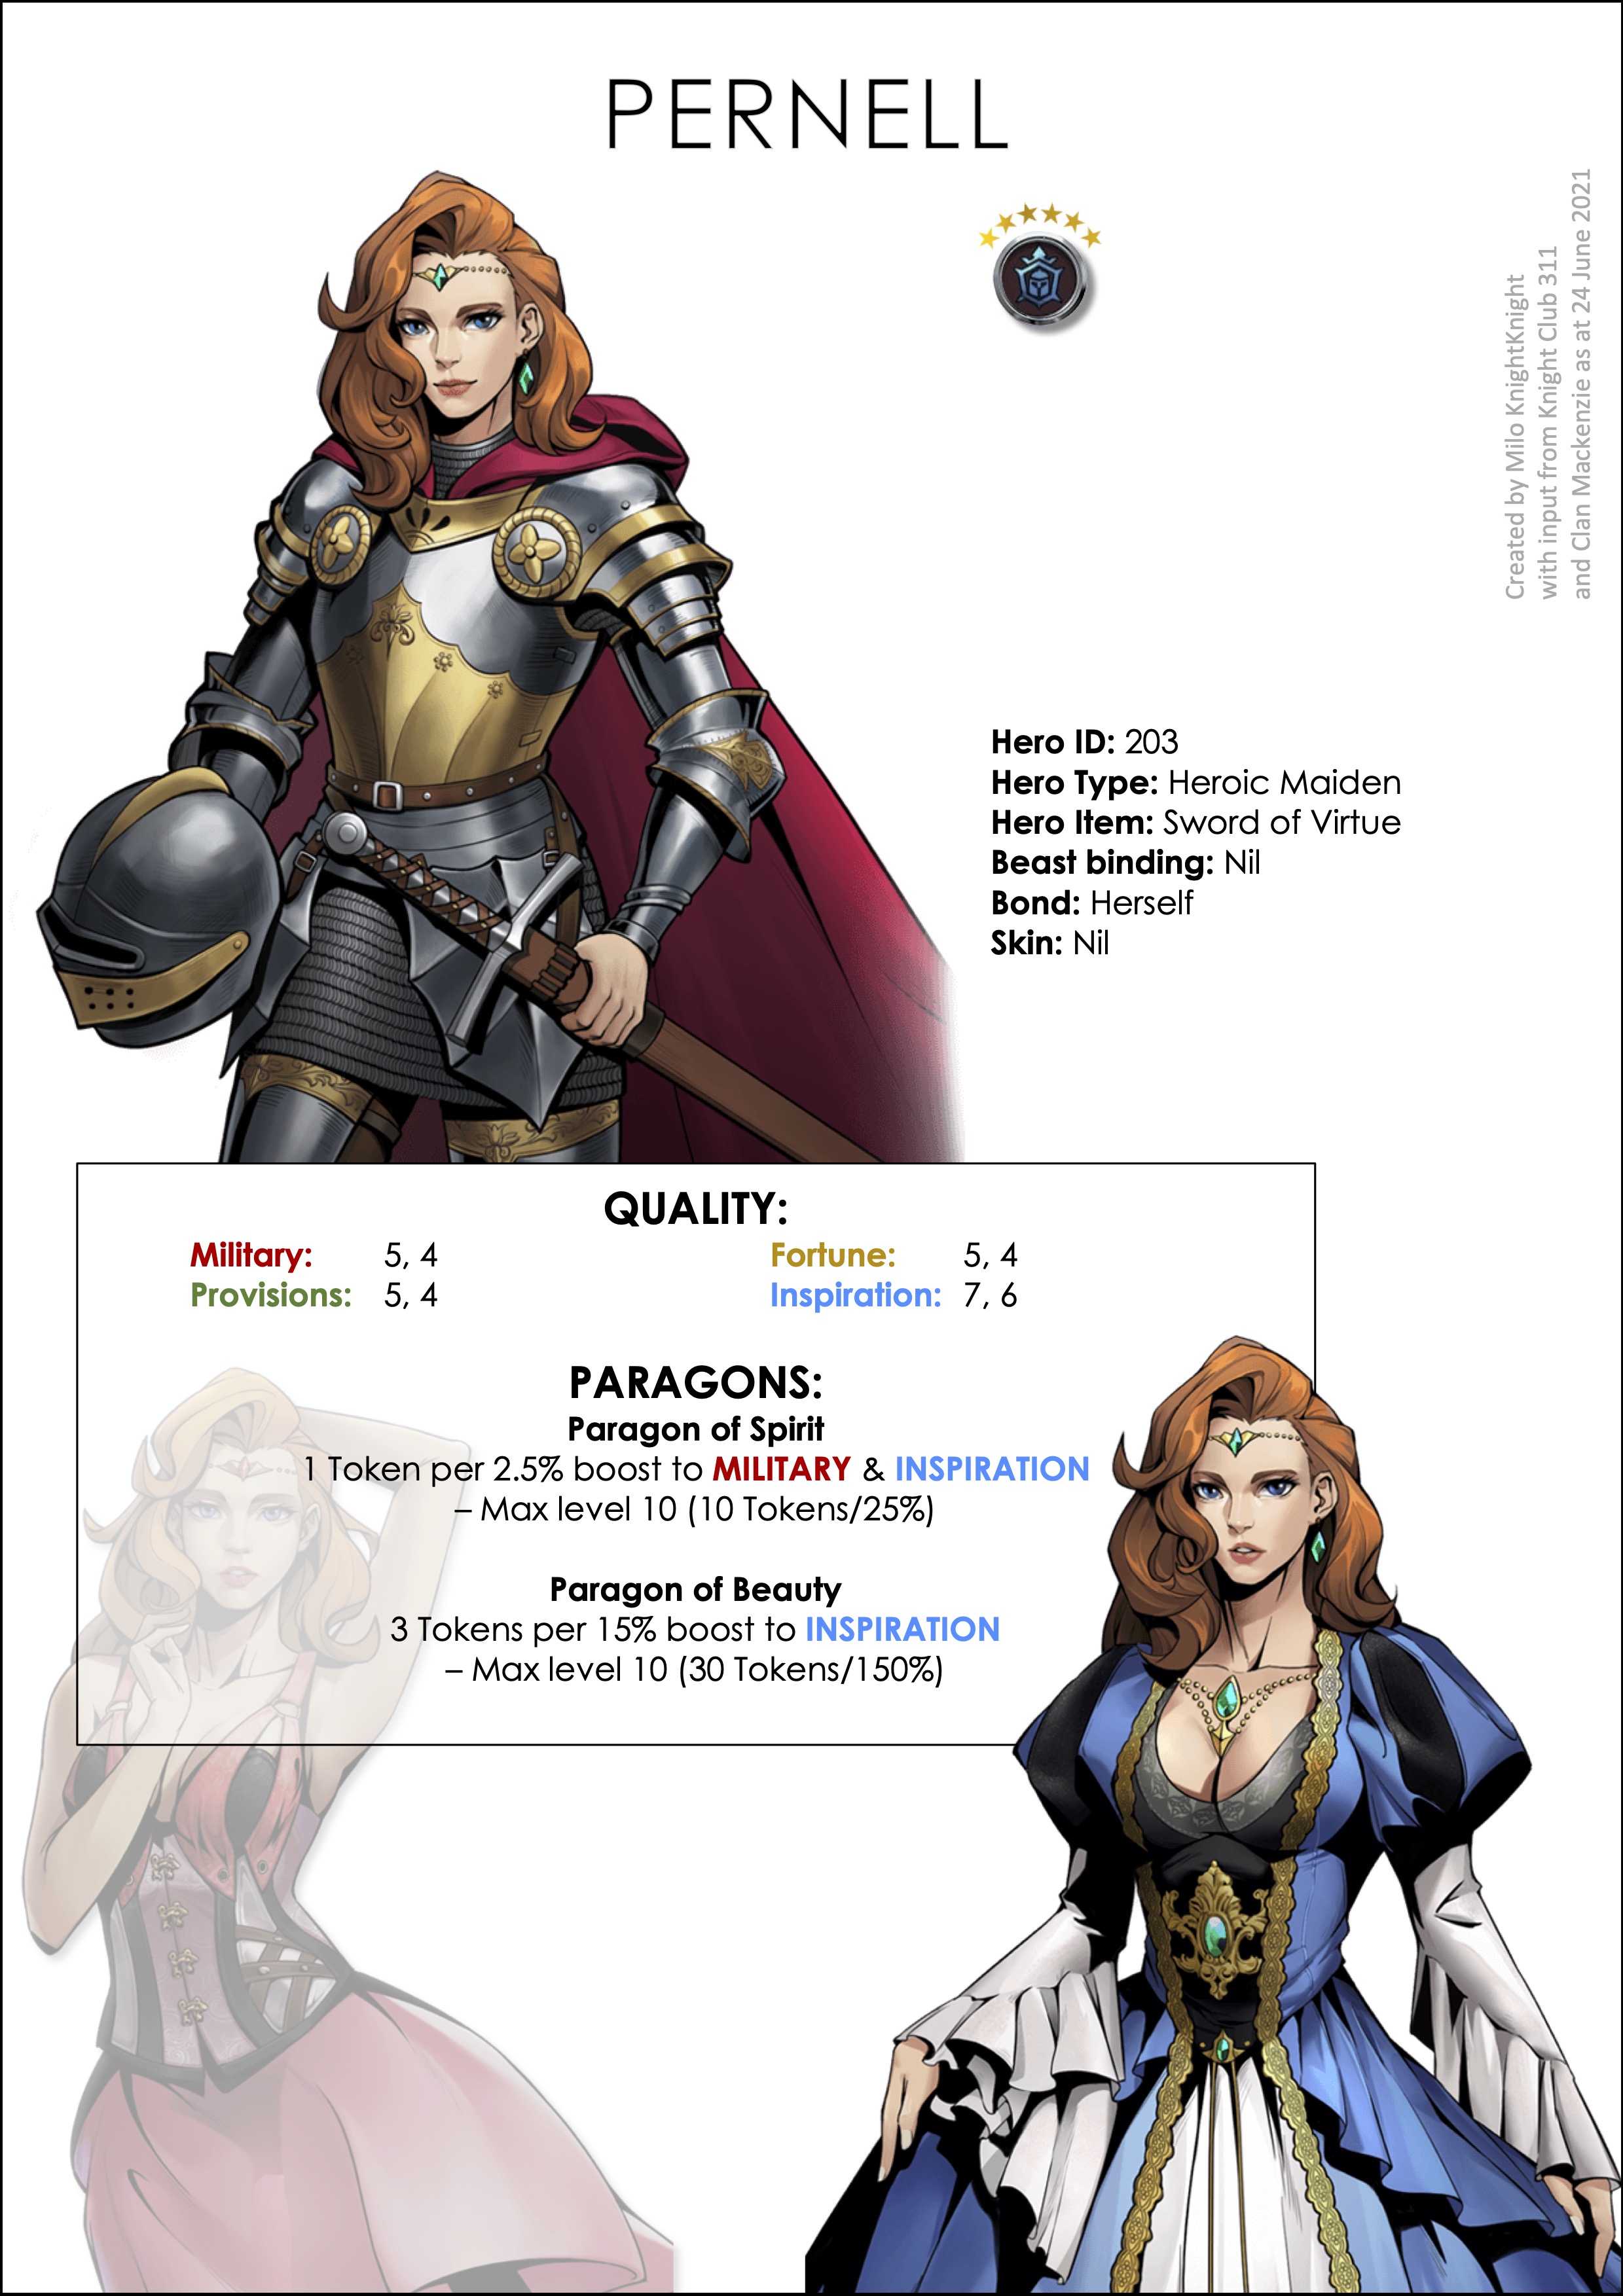 PERNELL
Created by Milo KnightKnight
with input from Knight Club 311
and Clan Mackenzie as at 24 June 2021
Hero ID: 203
Hero Type: Heroic Maiden
Hero Item: Sword of Virtue
Beast binding: Nil
Bond: Herself
Skin: Nil
QUALITY:
Military: 5, 4 Fortune: 5, 4
Provisions: 5, 4 Inspiration: 7, 6
PARAGONS:
Paragon of Spirit
1 Token per 2.5% boost to MILITARY & INSPIRATION
– Max level 10 (10 Tokens/25%)
Paragon of Beauty
3 Tokens per 15% boost to INSPIRATION
– Max level 10 (30 Tokens/150%)